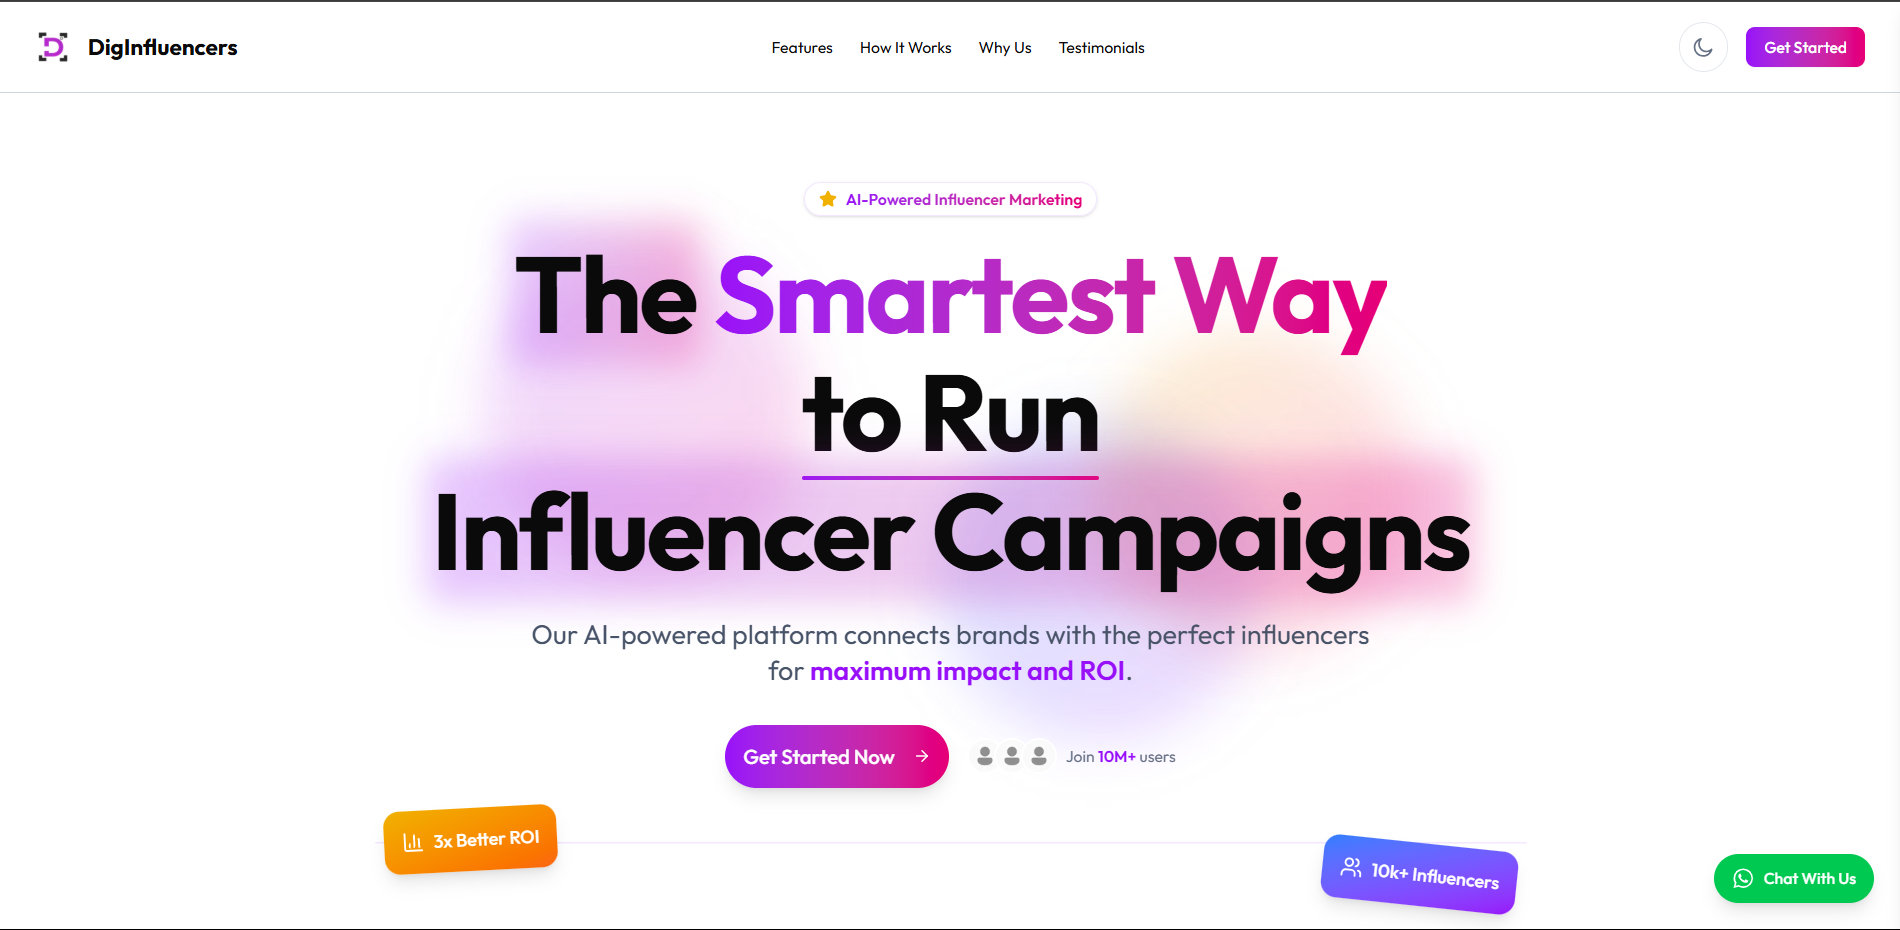 DigInfluencers
Features
How It Works
Why Us
Testimonials
Get Started
AI-Powered Influencer Marketing
The Smartest Way
to Run
Influencer Campaigns
Our AI-powered platform connects brands with the perfect influencers
for maximum impact and ROI.
Get Started Now
Join 10M+ users
3x Better ROI
10k+ Influencers
Chat With Us